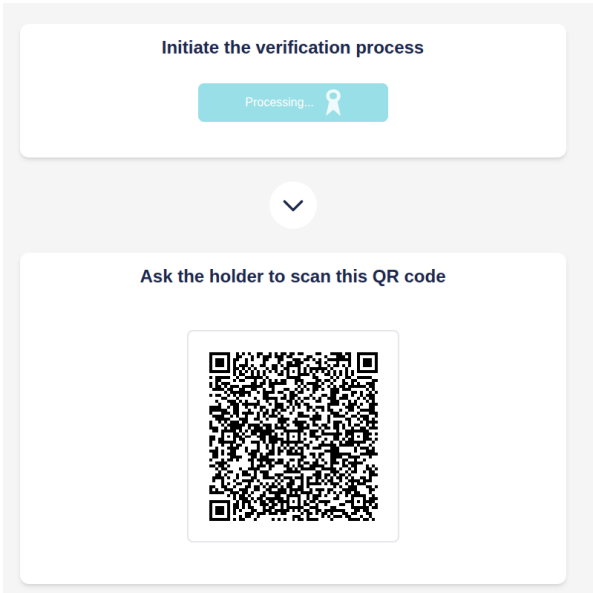 Initiate the verification process
Processing...
Ask the holder to scan this QR code